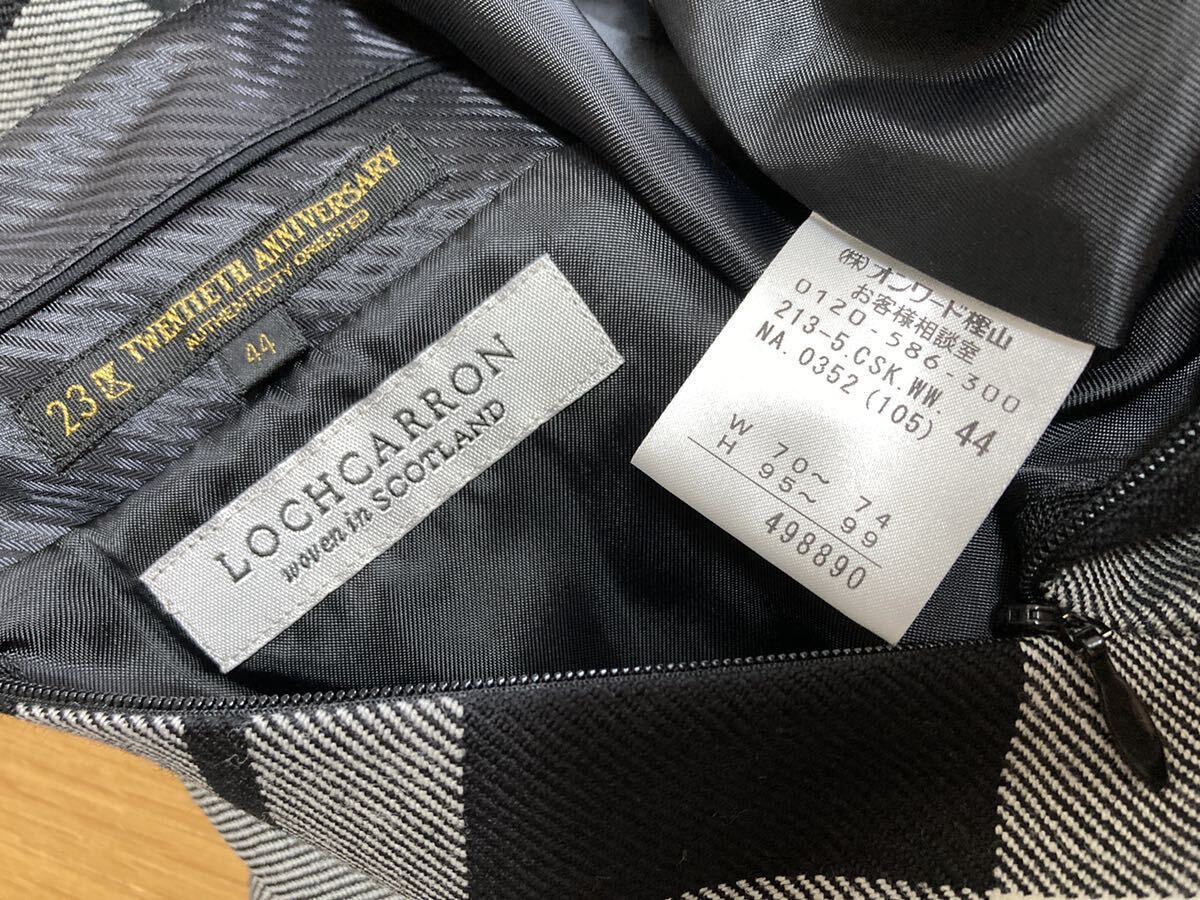 23区 TWENTIETH ANNIVERSARY
AUTHENTICITY ORIENTED
44
LOCHCARRON
woven in SCOTLAND
(株)オンワード樫山
お客様相談室
0120-586-300
213-5.CSK.WW.
NA.0352 (105) 44
W 70~ 74
H 95~ 99
498890